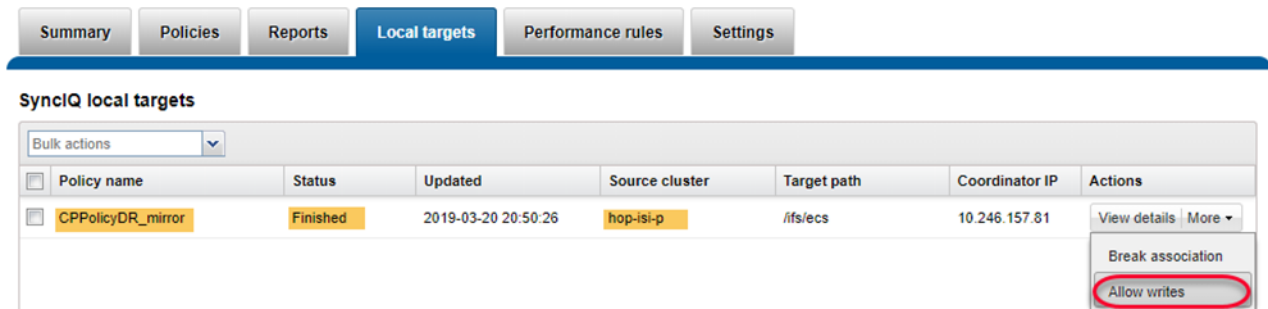 Summary Policies Reports Local targets Performance rules Settings
SyncIQ local targets
Bulk actions
Policy name Status Updated Source cluster Target path Coordinator IP Actions
CPPolicyDR_mirror Finished 2019-03-20 20:50:26 hop-isi-p /ifs/ecs 10.246.157.81 View details More
Break association
Allow writes